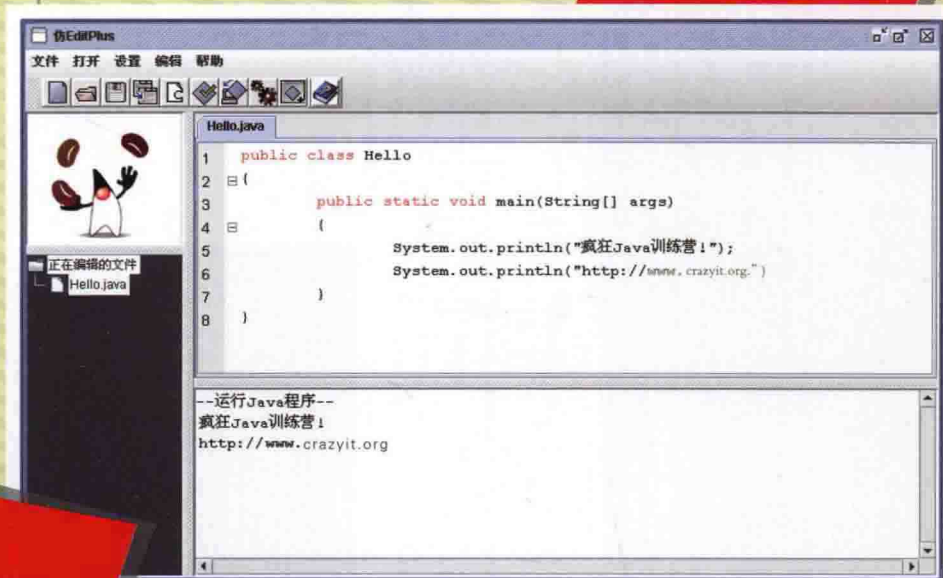 仿EditPlus
文件 打开 设置 编辑 帮助
Hello.java
正在编辑的文件
Hello.java
1 public class Hello
2 {
3 public static void main(String[] args)
4 {
5 System.out.println("疯狂Java训练营!");
6 System.out.println("http://www.crazyit.org.")
7 }
8 }
--运行Java程序--
疯狂Java训练营!
http://www.crazyit.org